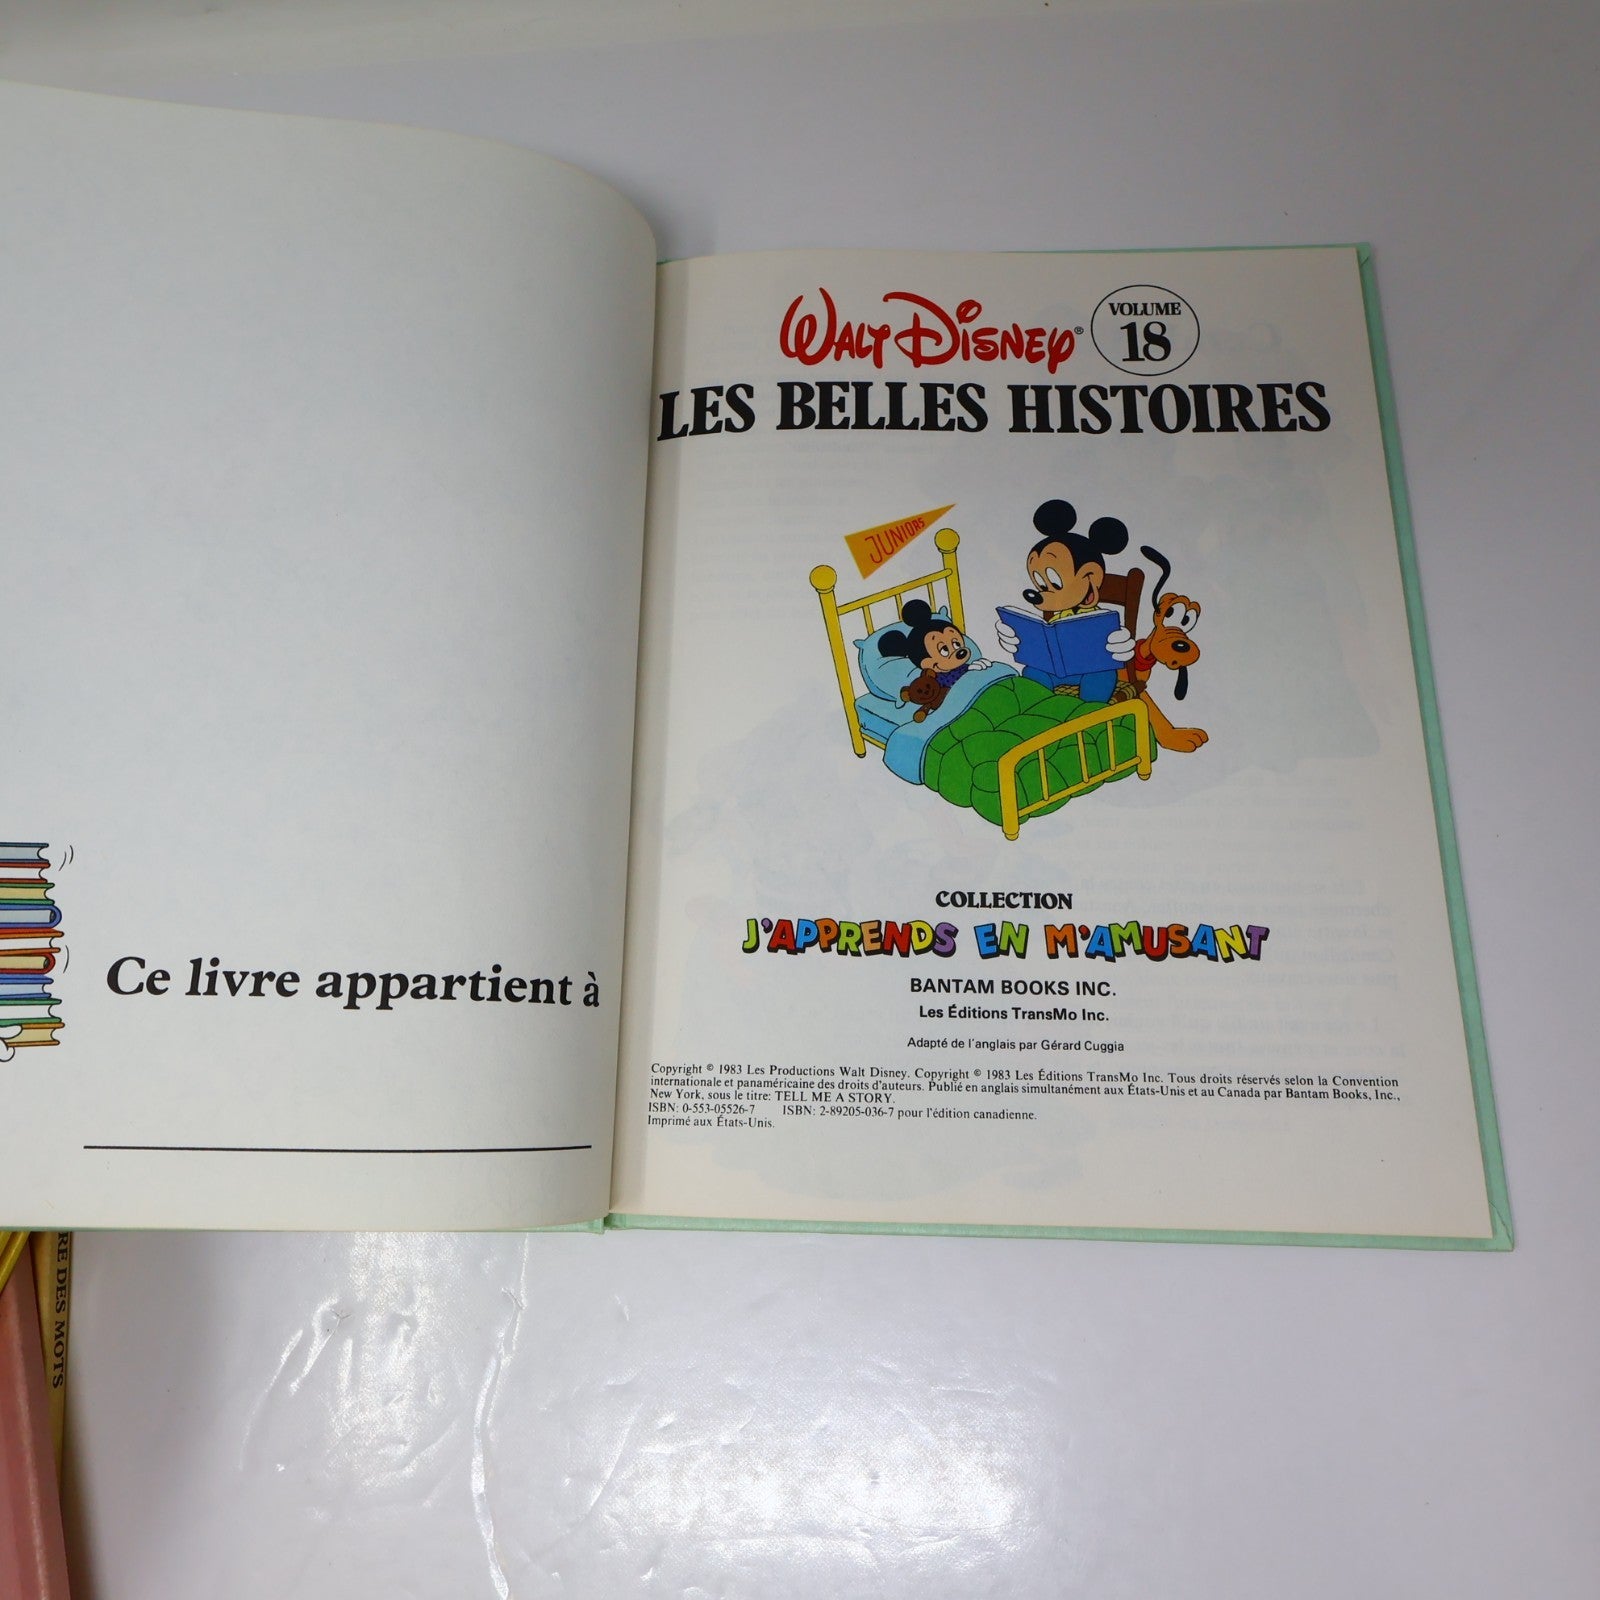 Ce livre appartient à
WALT DISNEY®
VOLUME
18
LES BELLES HISTOIRES
JUNIORS
COLLECTION
J'APPRENDS EN M'AMUSANT
BANTAM BOOKS INC.
Les Éditions TransMo Inc.
Adapté de l'anglais par Gérard Cuggia
Copyright © 1983 Les Productions Walt Disney. Copyright © 1983 Les Éditions TransMo Inc. Tous droits réservés selon la Convention
internationale et panaméricaine des droits d'auteurs. Publié en anglais simultanément aux États-Unis et au Canada par Bantam Books, Inc.,
New York, sous le titre: TELL ME A STORY.
ISBN: 0-553-05526-7 ISBN: 2-89205-036-7 pour l'édition canadienne.
Imprimé aux États-Unis.
RE DES MOTS